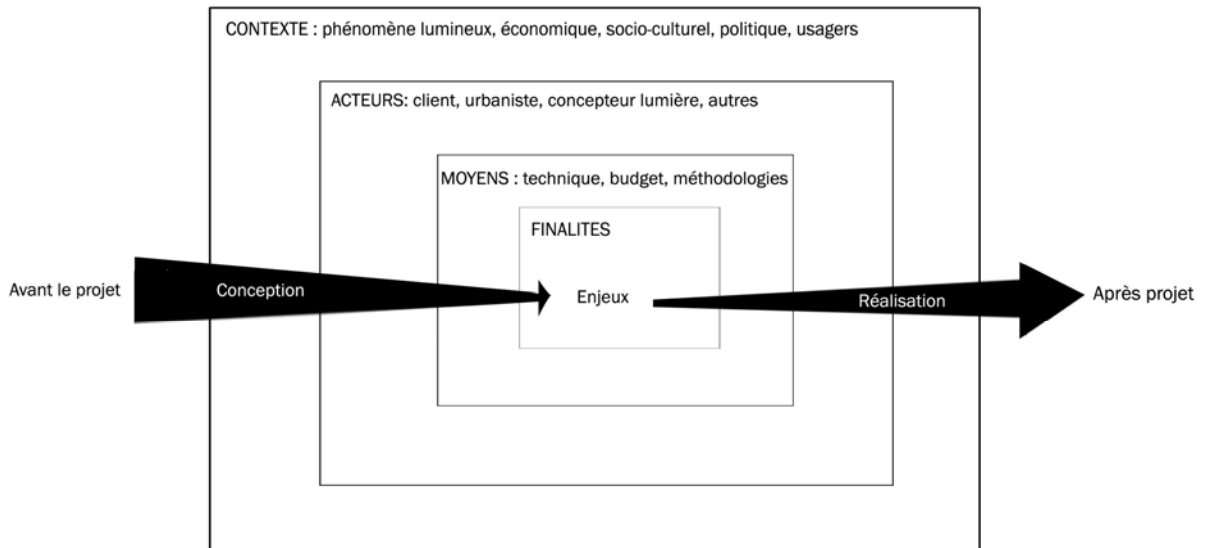 CONTEXTE : phénomène lumineux, économique, socio-culturel, politique, usagers
ACTEURS: client, urbaniste, concepteur lumière, autres
MOYENS : technique, budget, méthodologies
FINALITES
Avant le projet
Conception
Enjeux
Réalisation
Après projet